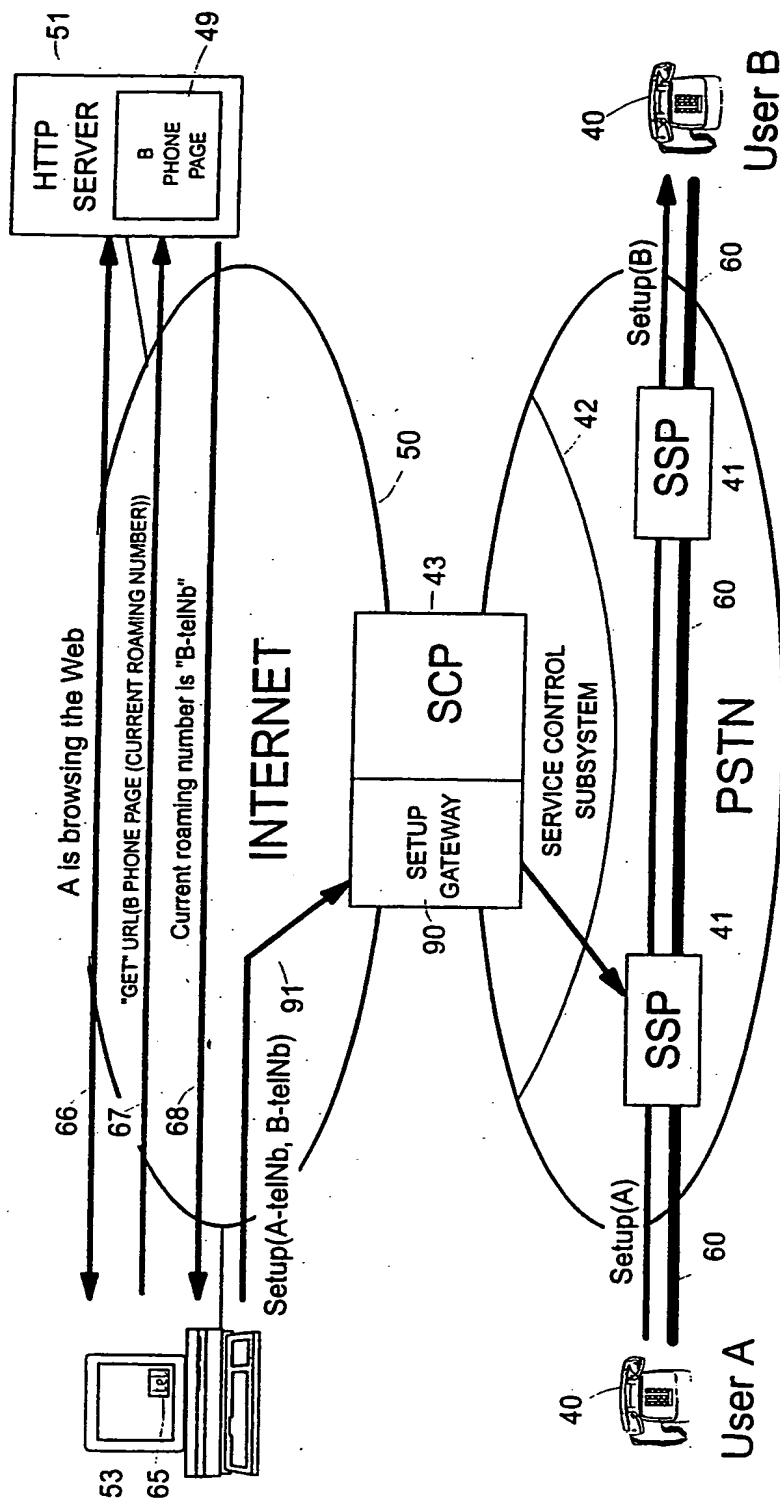 53
65
tel
66
67
68
A is browsing the Web
"GET" URL(B PHONE PAGE (CURRENT ROAMING NUMBER))
Current roaming number is "B-telNb"
HTTP
SERVER
51
B
PHONE
PAGE
49
INTERNET
50
Setup(A-telNb, B-telNb)
91
SETUP
GATEWAY
90
SCP
43
SERVICE CONTROL
SUBSYSTEM
42
40
User A
Setup(A)
60
SSP
41
60
PSTN
SSP
41
Setup(B)
60
40
User B